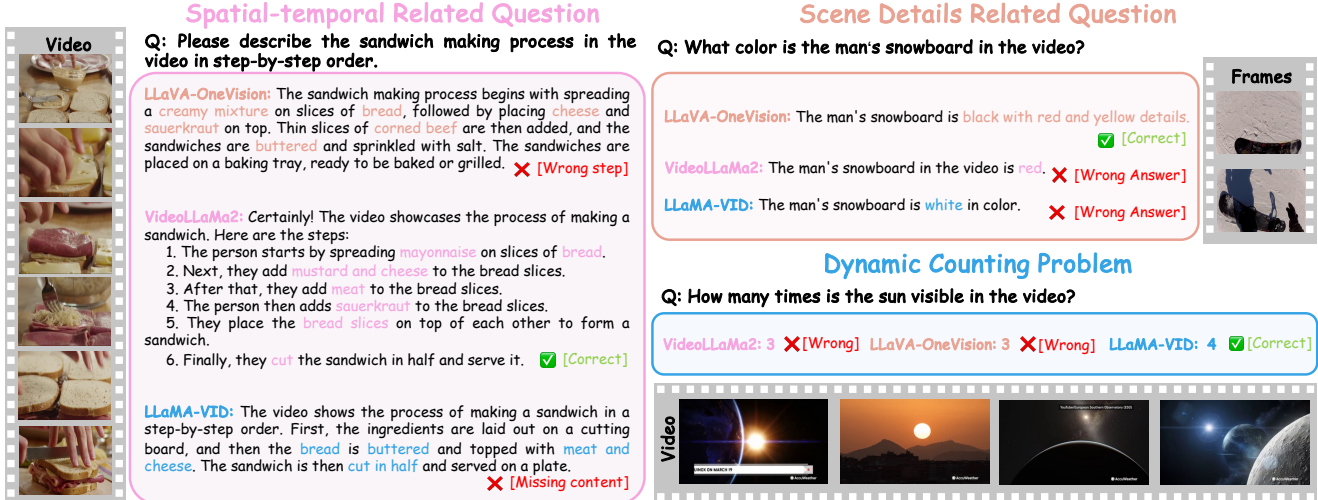 Spatial-temporal Related Question
Video
Q: Please describe the sandwich making process in the
video in step-by-step order.
LLaVA-OneVision: The sandwich making process begins with spreading
a creamy mixture on slices of bread, followed by placing cheese and
sauerkraut on top. Thin slices of corned beef are then added, and the
sandwiches are buttered and sprinkled with salt. The sandwiches are
placed on a baking tray, ready to be baked or grilled. ❌ [Wrong step]
VideoLLaMa2: Certainly! The video showcases the process of making a
sandwich. Here are the steps:
1. The person starts by spreading mayonnaise on slices of bread.
2. Next, they add mustard and cheese to the bread slices.
3. After that, they add meat to the bread slices.
4. The person then adds sauerkraut to the bread slices.
5. They place the bread slices on top of each other to form a
sandwich.
6. Finally, they cut the sandwich in half and serve it. ✅ [Correct]
LLaMA-VID: The video shows the process of making a sandwich in a
step-by-step order. First, the ingredients are laid out on a cutting
board, and then the bread is buttered and topped with meat and
cheese. The sandwich is then cut in half and served on a plate.
❌ [Missing content]
Scene Details Related Question
Q: What color is the man's snowboard in the video?
Frames
LLaVA-OneVision: The man's snowboard is black with red and yellow details.
✅ [Correct]
VideoLLaMa2: The man's snowboard in the video is red. ❌ [Wrong Answer]
LLaMA-VID: The man's snowboard is white in color. ❌ [Wrong Answer]
Dynamic Counting Problem
Q: How many times is the sun visible in the video?
VideoLLaMa2: 3 ❌ [Wrong] LLaVA-OneVision: 3 ❌ [Wrong] LLaMA-VID: 4 ✅ [Correct]
Video
ON MARCH 19
AccuWeather
AccuWeather
AccuWeather
AccuWeather